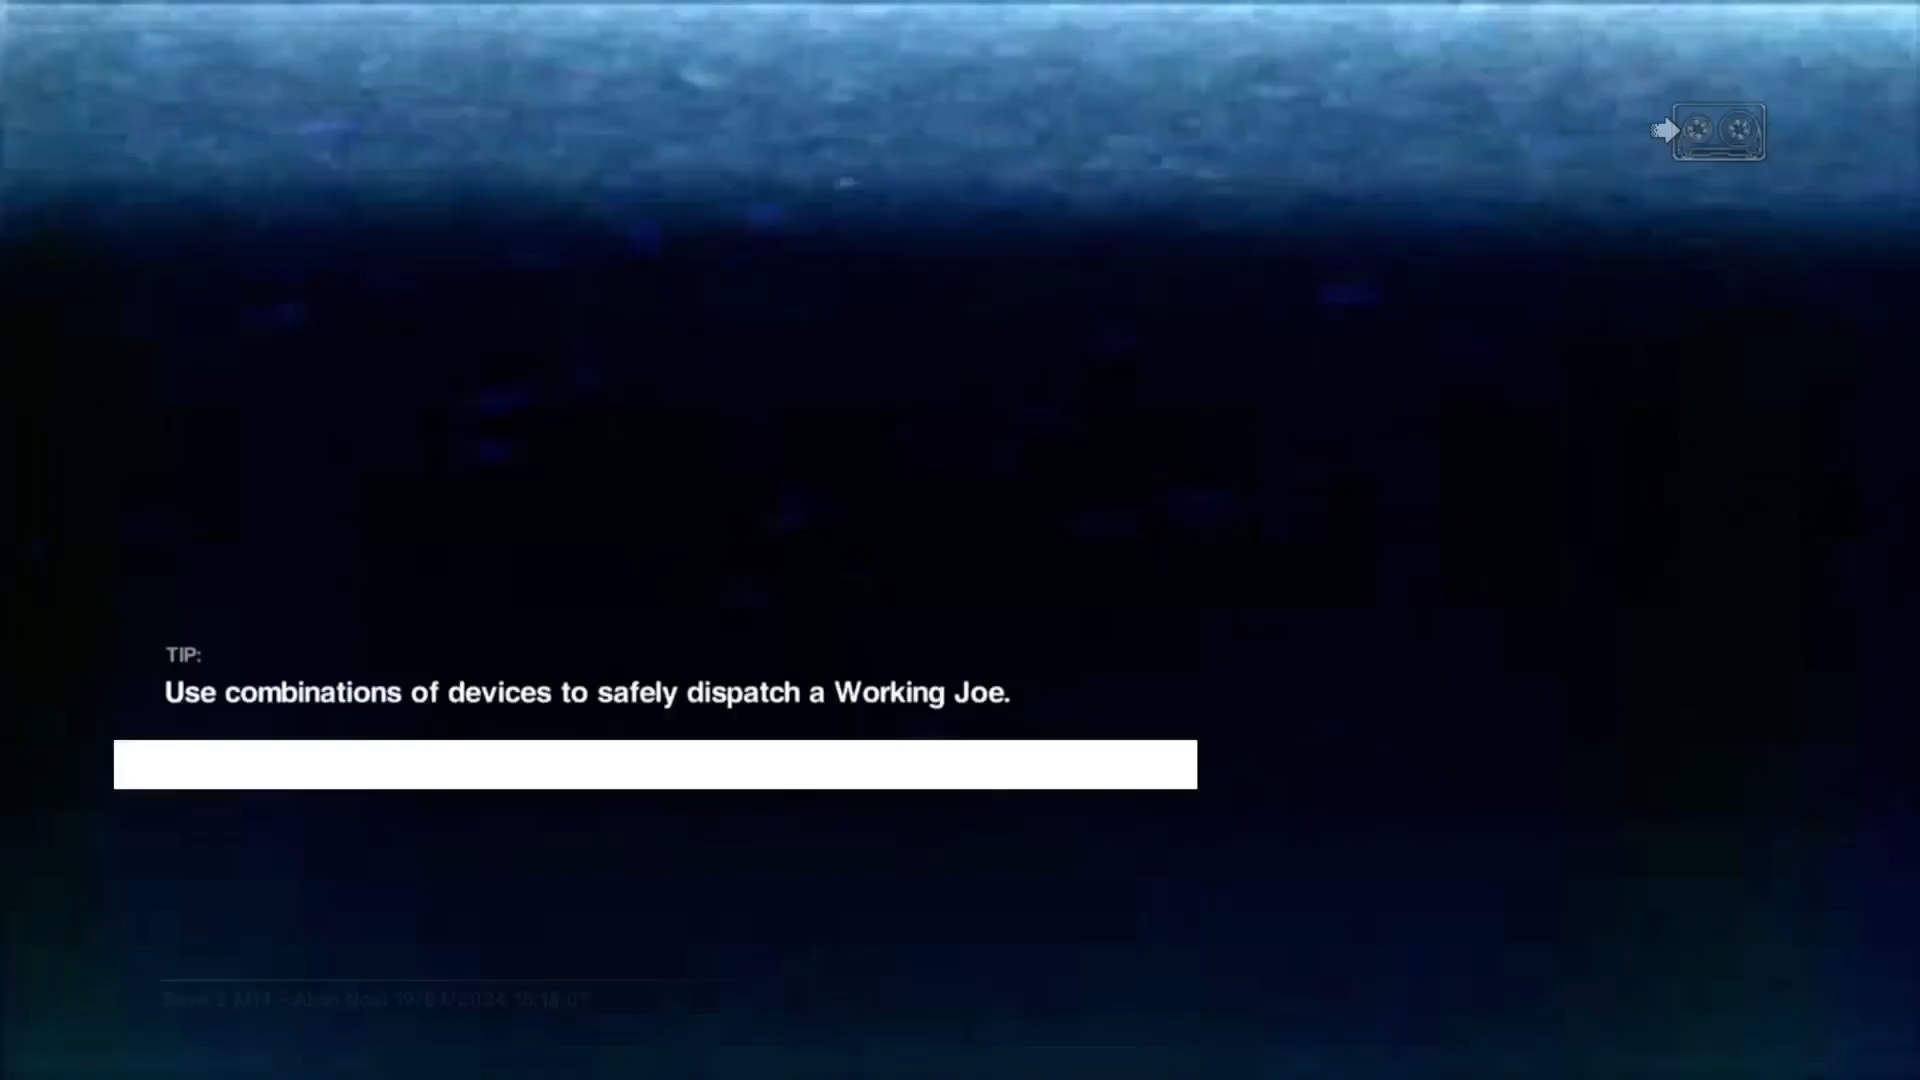 TIP:
Use combinations of devices to safely dispatch a Working Joe.